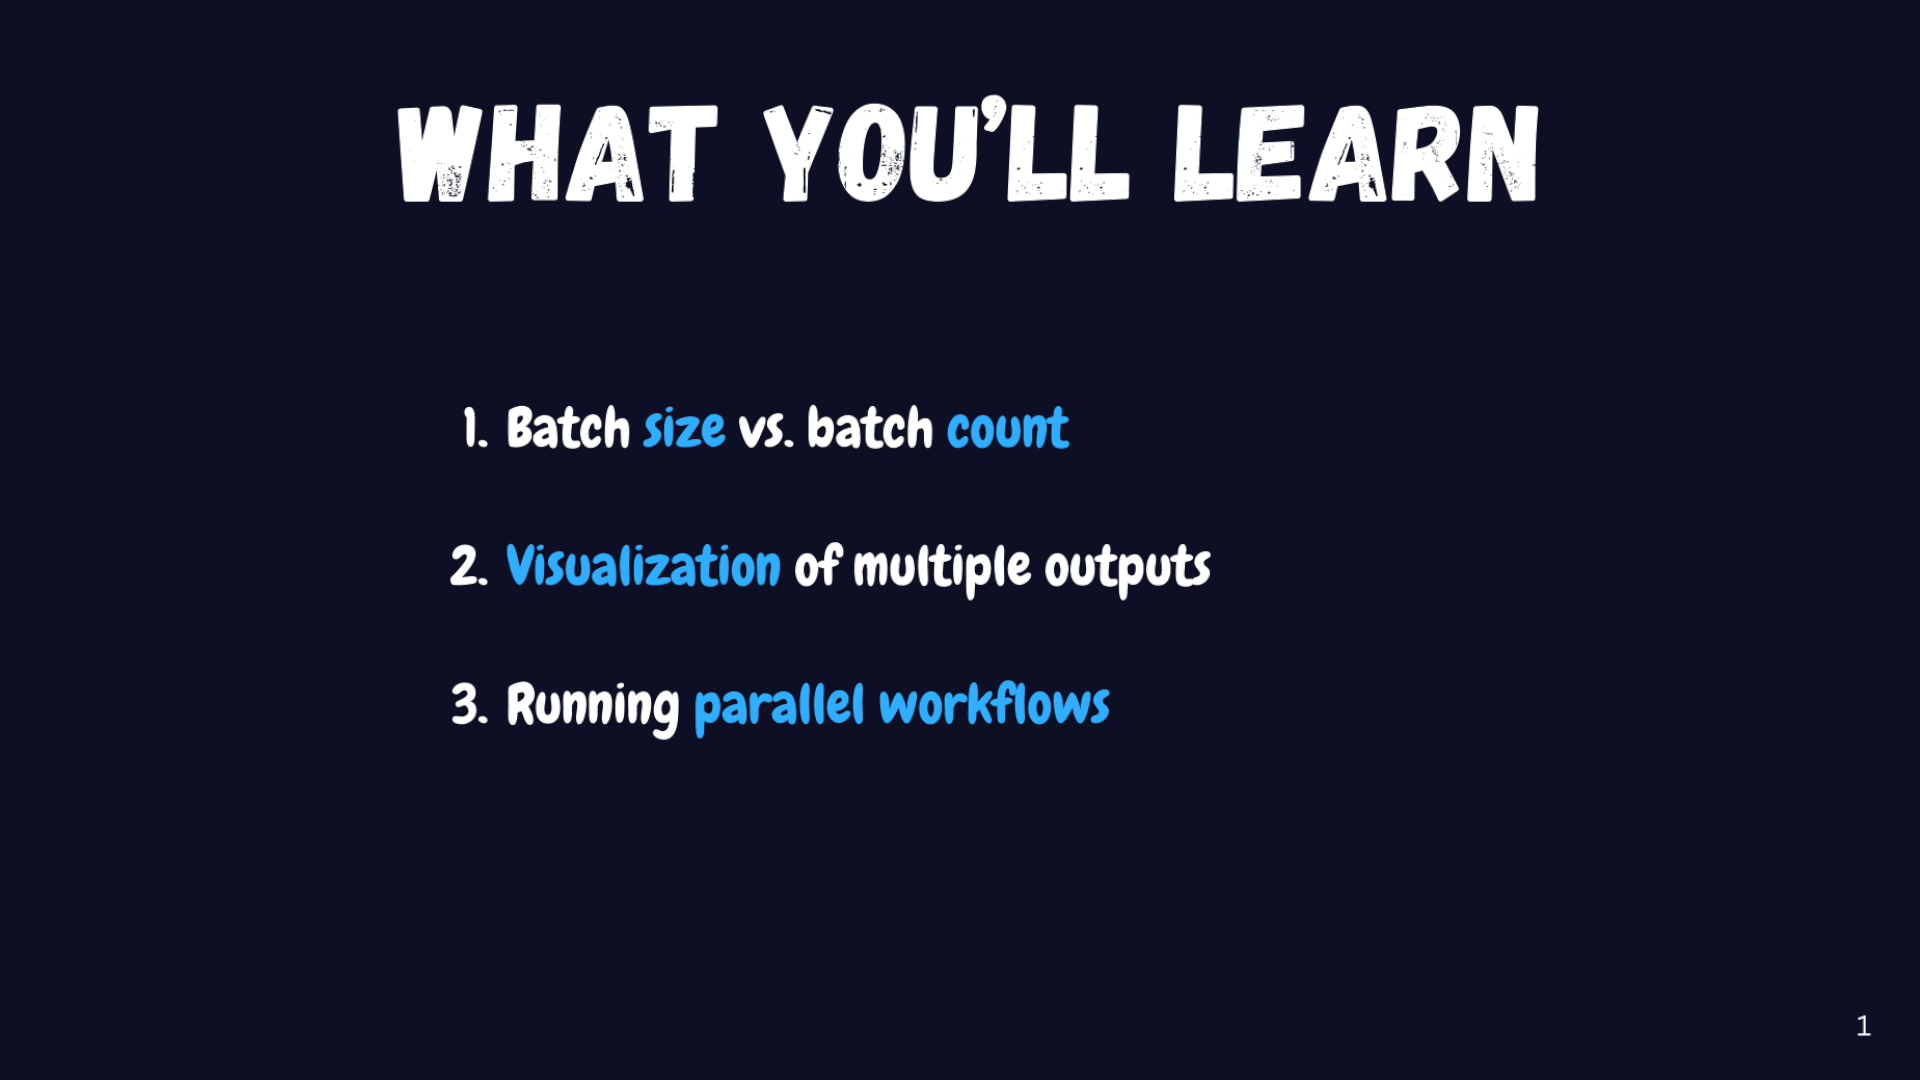 WHAT YOU'LL LEARN
1. Batch size vs. batch count
2. Visualization of multiple outputs
3. Running parallel workflows
1